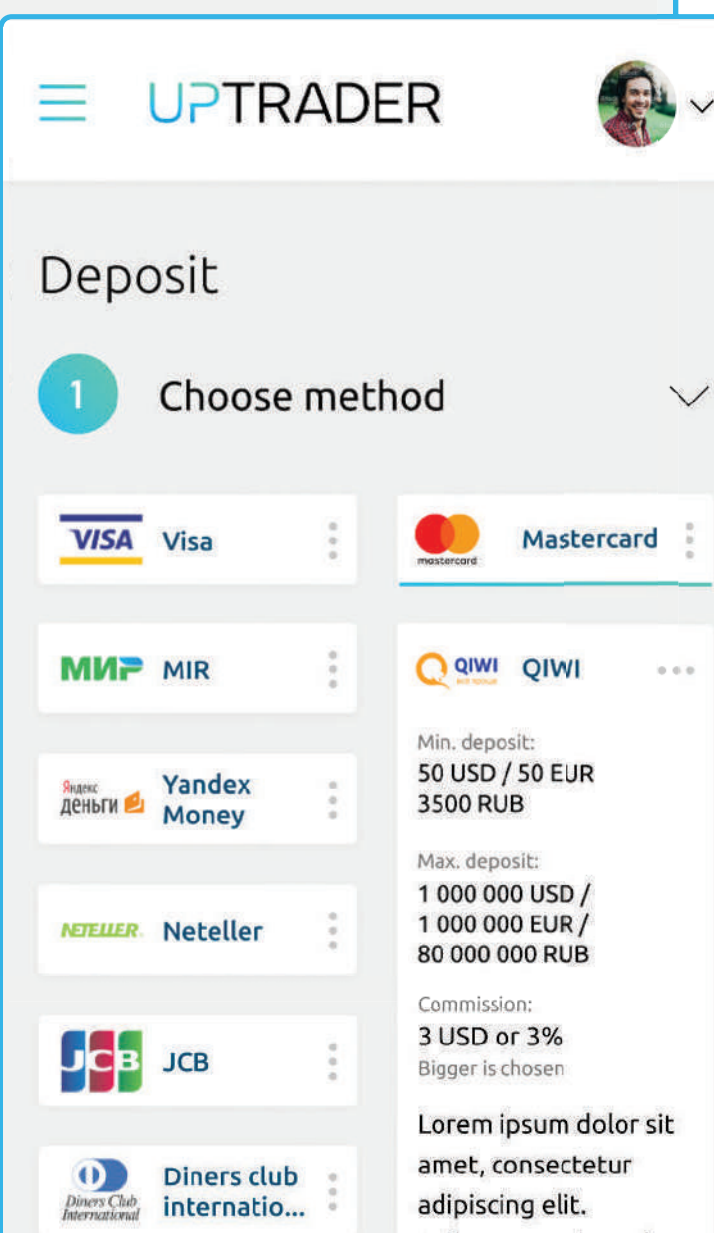 UPTRADER
Deposit
1
Choose method
VISA
Visa
mastercard
Mastercard
МИР
MIR
Яндекс
деньги
Yandex
Money
NETELLER
Neteller
JCB
JCB
Diners Club
International
Diners club
internatio...
QIWI
QIWI
Min. deposit:
50 USD / 50 EUR
3500 RUB
Max. deposit:
1 000 000 USD /
1 000 000 EUR /
80 000 000 RUB
Commission:
3 USD or 3%
Bigger is chosen
Lorem ipsum dolor sit
amet, consectetur
adipiscing elit.